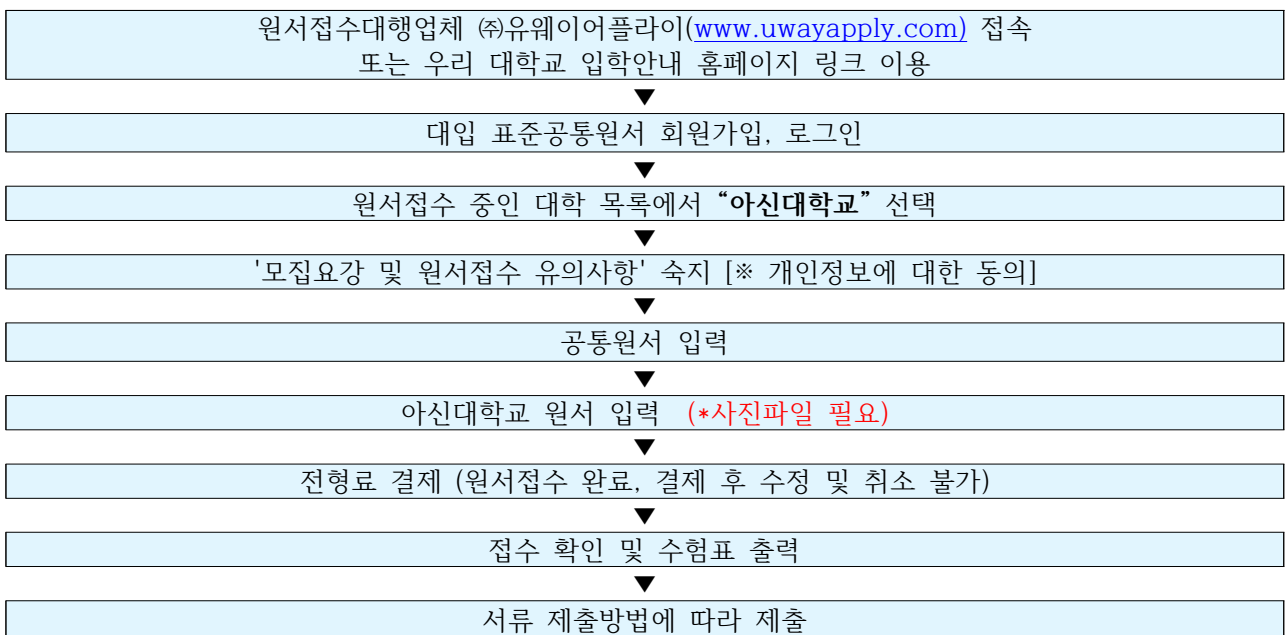 원서접수대행업체 ㈜유웨이어플라이(www.uwayapply.com) 접속
또는 우리 대학교 입학안내 홈페이지 링크 이용
▼
대입 표준공통원서 회원가입, 로그인
▼
원서접수 중인 대학 목록에서 “아신대학교” 선택
▼
'모집요강 및 원서접수 유의사항' 숙지 [※ 개인정보에 대한 동의]
▼
공통원서 입력
▼
아신대학교 원서 입력 (*사진파일 필요)
▼
전형료 결제 (원서접수 완료, 결제 후 수정 및 취소 불가)
▼
접수 확인 및 수험표 출력
▼
서류 제출방법에 따라 제출